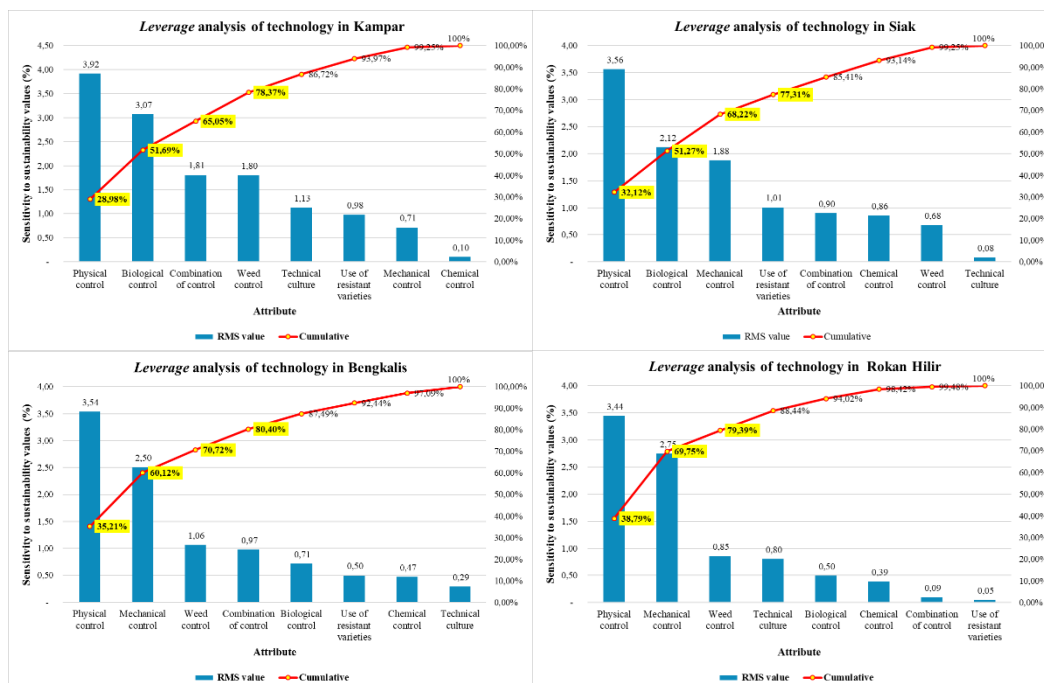 Leverage analysis of technology in Kampar
Sensitivity to sustainability values (%)
4,50
4,00
3,50
3,00
2,50
2,00
1,50
1,00
0,50
-
3,92
3,07
1,81
1,80
1,13
0,98
0,71
0,10
28,98%
51,69%
65,05%
78,37%
86,72%
93,97%
99,25%
100%
100,00%
90,00%
80,00%
70,00%
60,00%
50,00%
40,00%
30,00%
20,00%
10,00%
0,00%
Physical control
Biological control
Combination of control
Weed control
Technical culture
Use of resistant varieties
Mechanical control
Chemical control
Attribute
RMS value
Cumulative
Leverage analysis of technology in Siak
Sensitivity to sustainability values (%)
4,00
3,50
3,00
2,50
2,00
1,50
1,00
0,50
-
3,56
2,12
1,88
1,01
0,90
0,86
0,68
0,08
32,12%
51,27%
68,22%
77,31%
85,41%
93,14%
99,25%
100%
100,00%
90,00%
80,00%
70,00%
60,00%
50,00%
40,00%
30,00%
20,00%
10,00%
0,00%
Physical control
Biological control
Mechanical control
Use of resistant varieties
Combination of control
Chemical control
Weed control
Technical culture
Attribute
RMS value
Cumulative
Leverage analysis of technology in Bengkalis
Sensitivity to sustainability values (%)
4,00
3,50
3,00
2,50
2,00
1,50
1,00
0,50
-
3,54
2,50
1,06
0,97
0,71
0,50
0,47
0,29
35,21%
60,12%
70,72%
80,40%
87,49%
92,44%
97,09%
100%
100,00%
90,00%
80,00%
70,00%
60,00%
50,00%
40,00%
30,00%
20,00%
10,00%
0,00%
Physical control
Mechanical control
Weed control
Combination of control
Biological control
Use of resistant varieties
Chemical control
Technical culture
Attribute
RMS value
Cumulative
Leverage analysis of technology in Rokan Hilir
Sensitivity to sustainability values (%)
4,00
3,50
3,00
2,50
2,00
1,50
1,00
0,50
-
3,44
2,75
0,85
0,80
0,50
0,39
0,09
0,05
38,79%
69,75%
79,39%
88,44%
94,02%
98,42%
99,48%
100%
100,00%
90,00%
80,00%
70,00%
60,00%
50,00%
40,00%
30,00%
20,00%
10,00%
0,00%
Physical control
Mechanical control
Weed control
Technical culture
Biological control
Chemical control
Combination of control
Use of resistant varieties
Attribute
RMS value
Cumulative